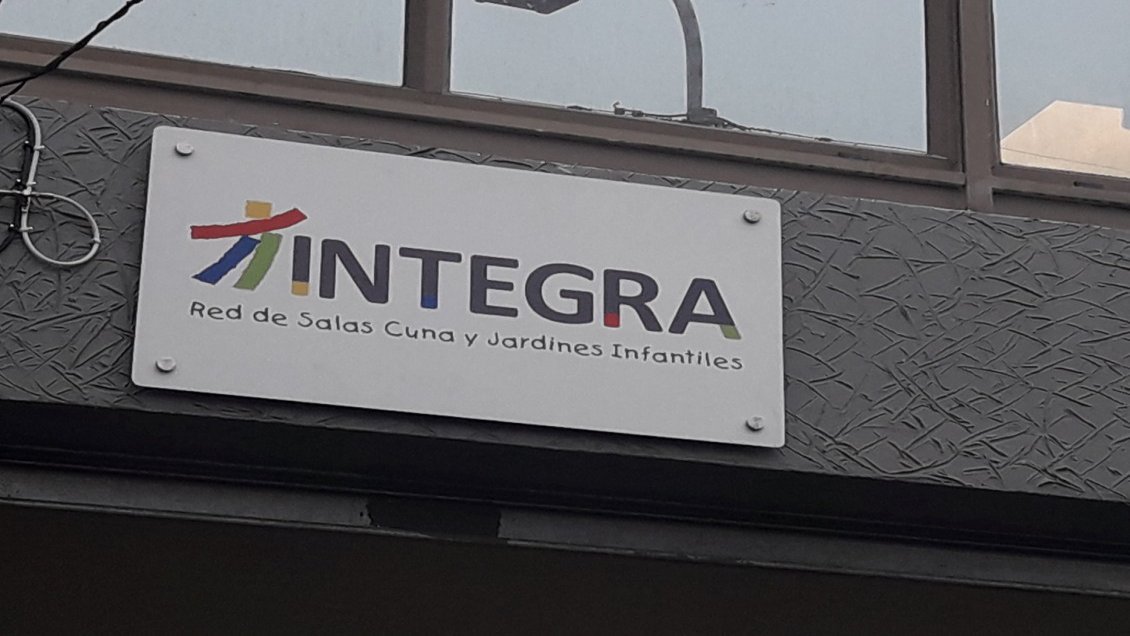 INTEGRA
Red de Salas Cuna y Jardines Infantiles